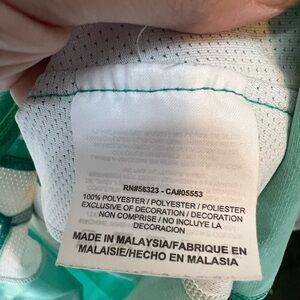 RN#56323 - CA#05553
100% POLYESTER / POLYESTER / POLIESTER
EXCLUSIVE OF DECORATION / DECORATION
NON COMPRISE / NO INCLUYE LA
DECORACION
MADE IN MALAYSIA/FABRIQUE EN
MALAISIE/HECHO EN MALASIA